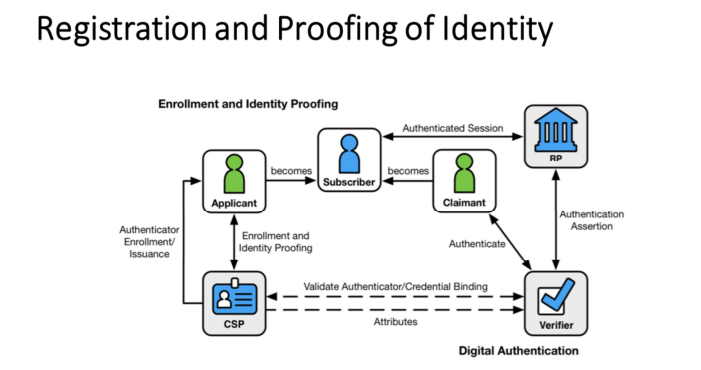 Registration and Proofing of Identity
Enrollment and Identity Proofing
Authenticated Session
RP
becomes
Subscriber
becomes
Applicant
Claimant
Authenticator
Enrollment/
Issuance
Enrollment and
Identity Proofing
Authenticate
Authentication
Assertion
Validate Authenticator/Credential Binding
CSP
Attributes
Verifier
Digital Authentication